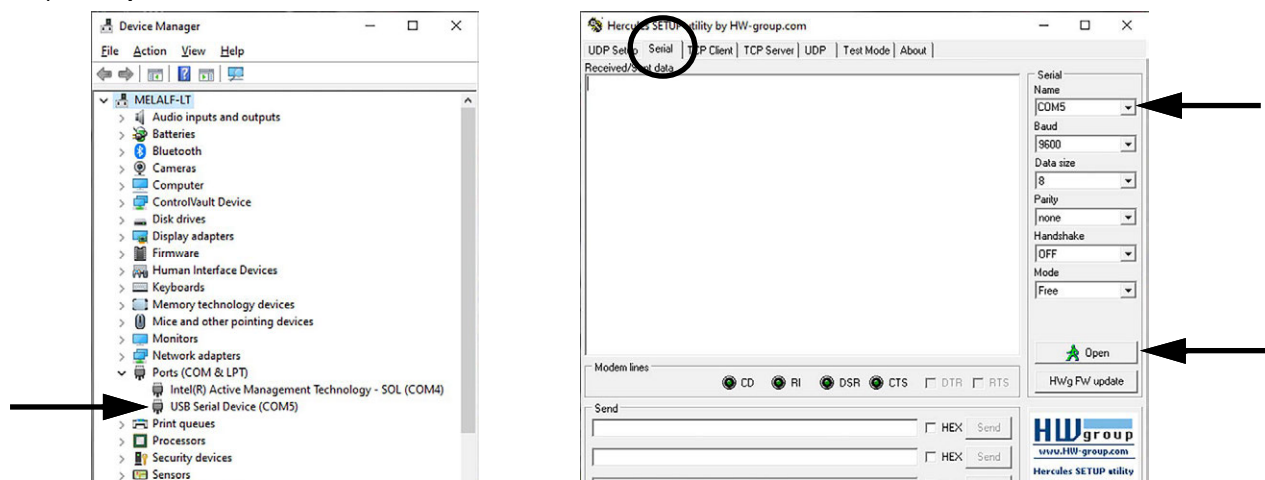 Device Manager
File Action View Help
MELALF-LT
Audio inputs and outputs
Batteries
Bluetooth
Cameras
Computer
ControlVault Device
Disk drives
Display adapters
Firmware
Human Interface Devices
Keyboards
Memory technology devices
Mice and other pointing devices
Monitors
Network adapters
Ports (COM & LPT)
Intel(R) Active Management Technology - SOL (COM4)
USB Serial Device (COM5)
Print queues
Processors
Security devices
Sensors
Hercules SETUP utility by HW-group.com
UDP Setup Serial TCP Client TCP Server UDP Test Mode About
Received/Sent data
Serial
Name
COM5
Baud
9600
Data size
8
Parity
none
Handshake
OFF
Mode
Free
Open
HWg FW update
Modem lines
CD RI DSR CTS DTR RTS
Send
HEX Send
HEX Send
HWgroup
www.HW-group.com
Hercules SETUP utility